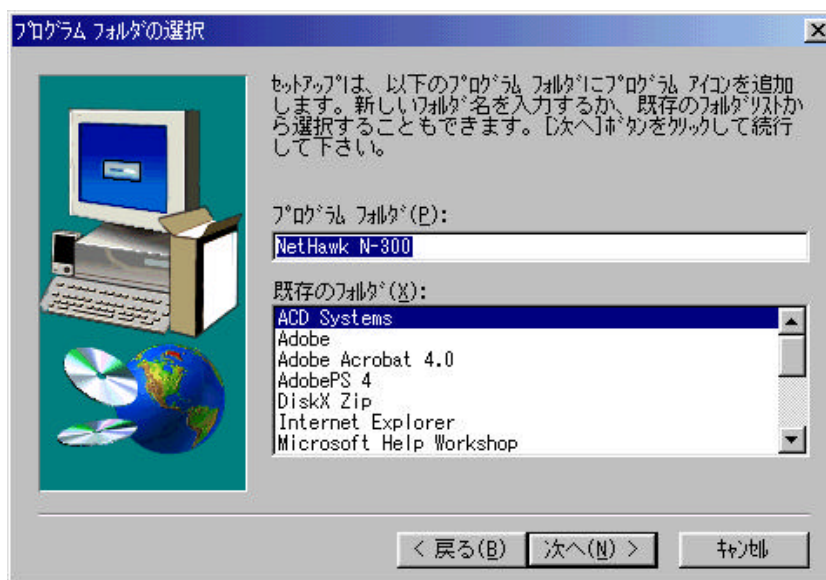 ﾌﾟﾛｸﾞﾗﾑ ﾌｫﾙﾀﾞの選択
ｾｯﾄｱｯﾌﾟは、以下のﾌﾟﾛｸﾞﾗﾑ ﾌｫﾙﾀﾞにﾌﾟﾛｸﾞﾗﾑ ｱｲｺﾝを追加
します。新しいﾌｫﾙﾀﾞ名を入力するか、既存のﾌｫﾙﾀﾞﾘｽﾄか
ら選択することもできます。[次へ]ﾎﾞﾀﾝをｸﾘｯｸして続行
して下さい。
ﾌﾟﾛｸﾞﾗﾑ ﾌｫﾙﾀﾞ(P):
NetHawk N-300
既存のﾌｫﾙﾀﾞ(X):
ACD Systems
Adobe
Adobe Acrobat 4.0
AdobePS 4
DiskX Zip
Internet Explorer
Microsoft Help Workshop
< 戻る(B)
次へ(N) >
ｷｬﾝｾﾙ